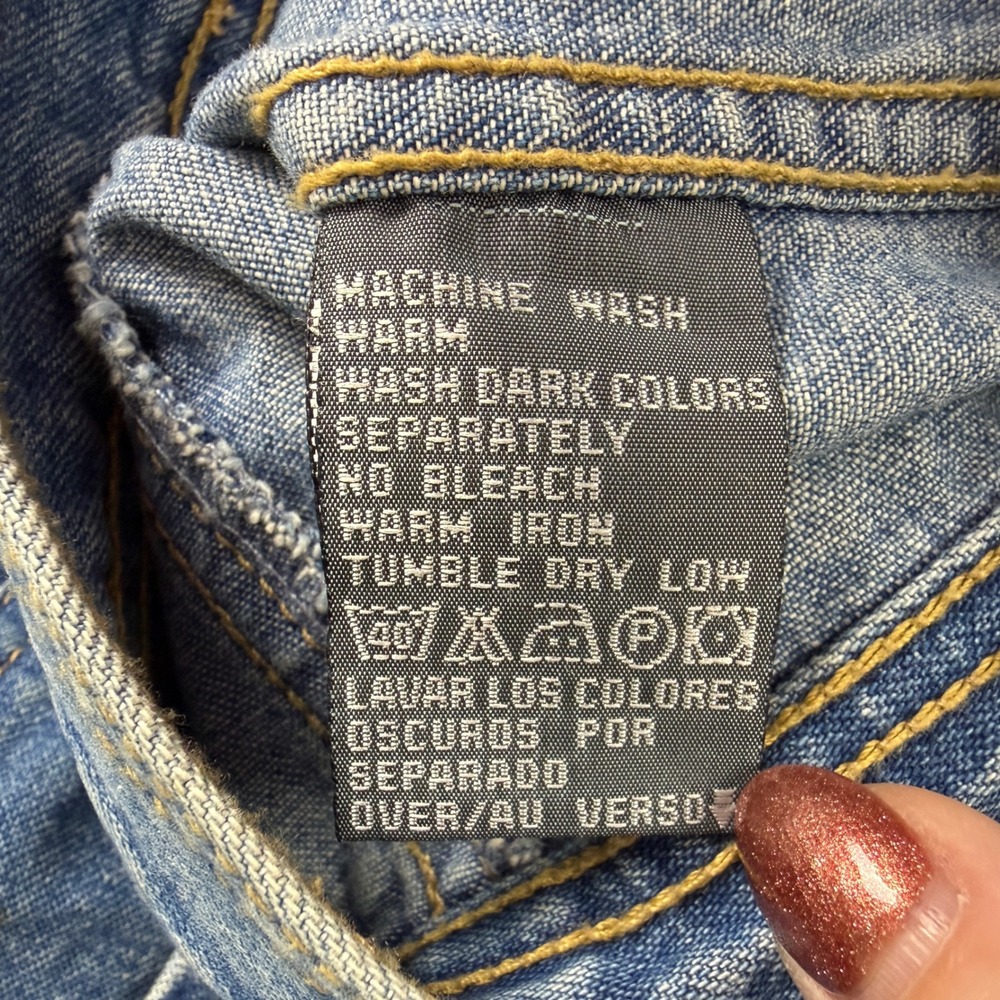 MACHINE WASH
WARM
WASH DARK COLORS
SEPARATELY
NO BLEACH
WARM IRON
TUMBLE DRY LOW
40 P
LAVAR LOS COLORES
OSCUROS POR
SEPARADO
OVER/AU VERSO